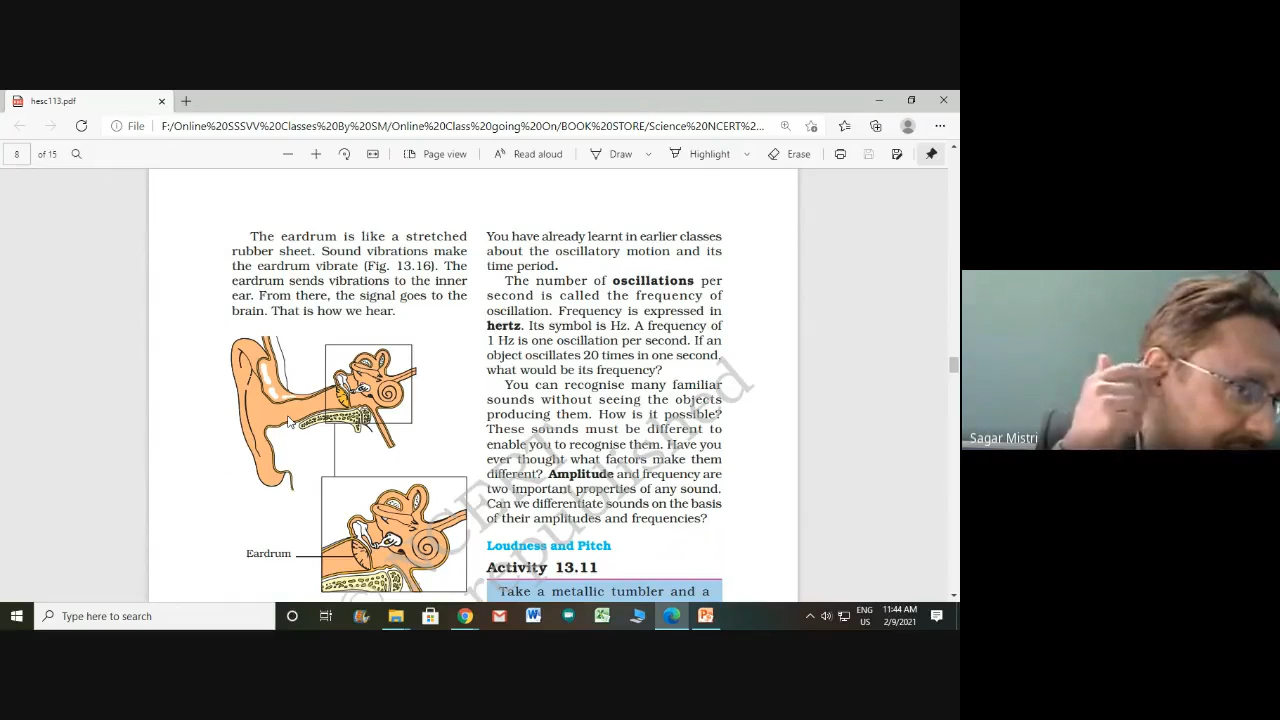 hesc113.pdf
File
F:/Online%20SSSVV%20Classes%20By%20SM/Online%20Class%20going%20On/BOOK%20STORE/Science%20NCERT%2...
8 of 15
Page view
Read aloud
Draw
Highlight
Erase
The eardrum is like a stretched
rubber sheet. Sound vibrations make
the eardrum vibrate (Fig. 13.16). The
eardrum sends vibrations to the inner
ear. From there, the signal goes to the
brain. That is how we hear.
Eardrum
You have already learnt in earlier classes
about the oscillatory motion and its
time period.
The number of oscillations per
second is called the frequency of
oscillation. Frequency is expressed in
hertz. Its symbol is Hz. A frequency of
1 Hz is one oscillation per second. If an
object oscillates 20 times in one second,
what would be its frequency?
You can recognise many familiar
sounds without seeing the objects
producing them. How is it possible?
These sounds must be different to
enable you to recognise them. Have you
ever thought what factors make them
different? Amplitude and frequency are
two important properties of any sound.
Can we differentiate sounds on the basis
of their amplitudes and frequencies?
Loudness and Pitch
Activity 13.11
Take a metallic tumbler and a
NCERT
republished
Sagar Mistri
Type here to search
ENG
US
11:44 AM
2/9/2021